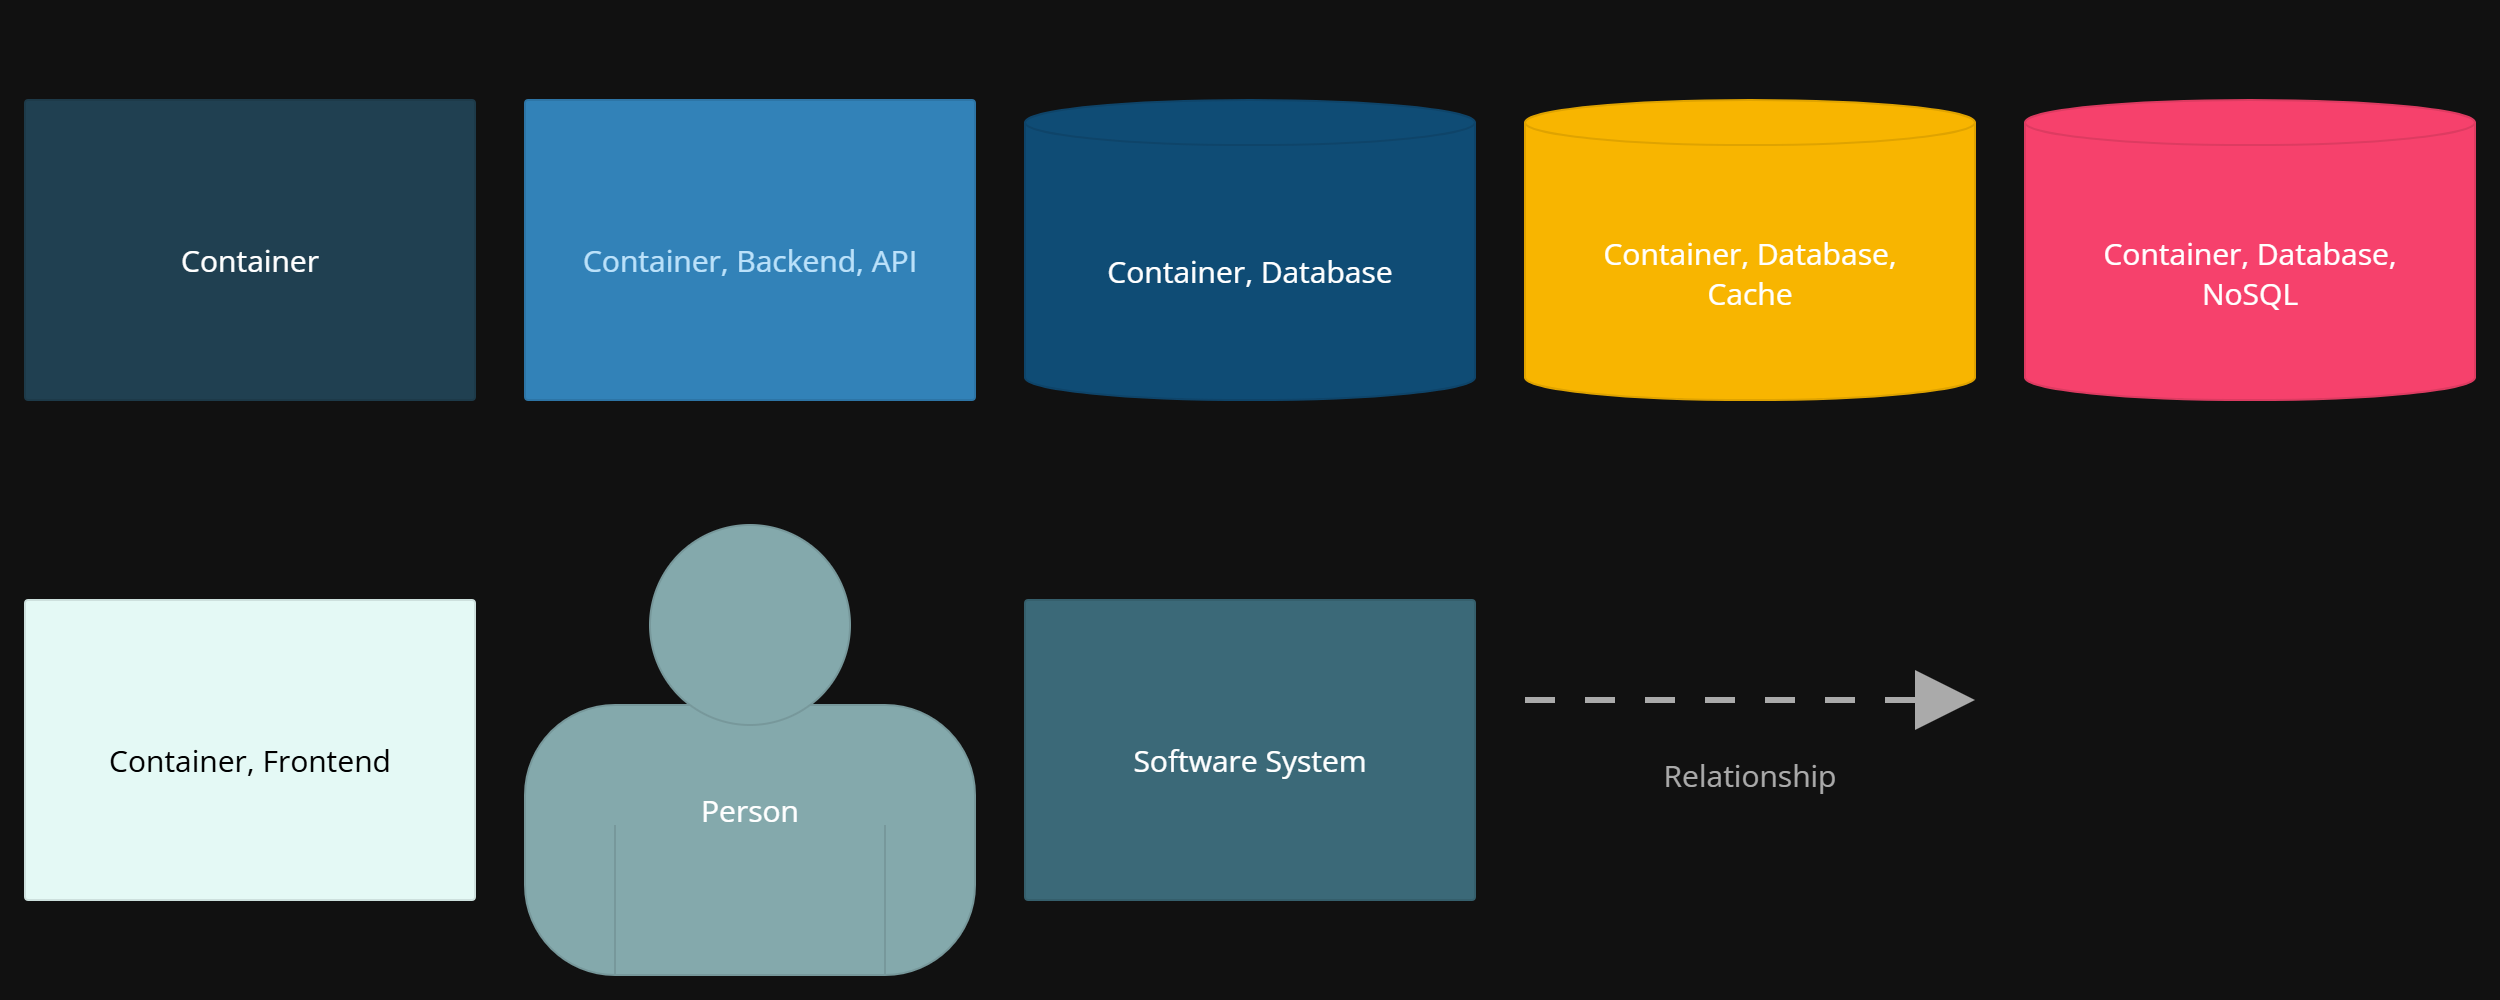 Container
Container, Backend, API
Container, Database
Container, Database,
Cache
Container, Database,
NoSQL
Container, Frontend
Person
Software System
Relationship